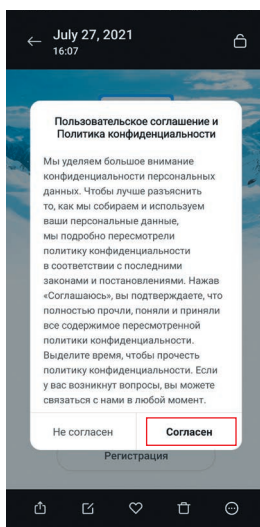 July 27, 2021
16:07
Пользовательское соглашение и
Политика конфиденциальности
Мы уделяем большое внимание
конфиденциальности персональных
данных. Чтобы лучше разъяснить
то, как мы собираем и используем
ваши персональные данные,
мы подробно пересмотрели
политику конфиденциальности
в соответствии с последними
законами и постановлениями. Нажав
«Соглашаюсь», вы подтверждаете, что
полностью прочли, поняли и приняли
все содержимое пересмотренной
политики конфиденциальности.
Выделите время, чтобы прочесть
политику конфиденциальности. Если
у вас возникнут вопросы, вы можете
связаться с нами в любой момент.
Не согласен
Согласен
Регистрация